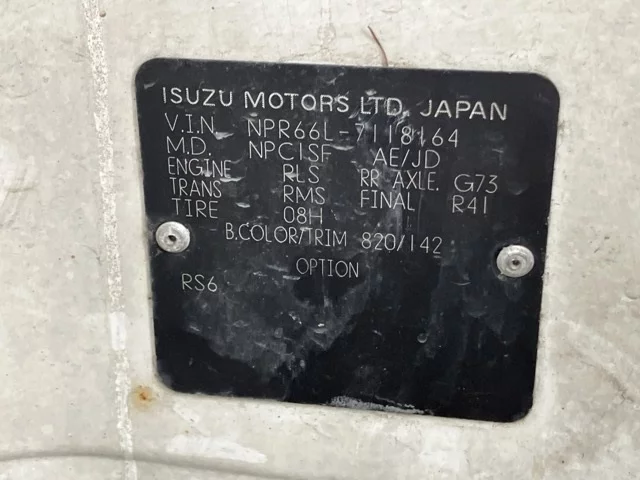 ISUZU MOTORS LTD. JAPAN
V.I.N. NPR66L-7118164
M.D. NPC1SF AE/JD
ENGINE RLS RR AXLE. G73
TRANS RMS FINAL R41
TIRE 08H
B.COLOR/TRIM 820/142
OPTION
RS6